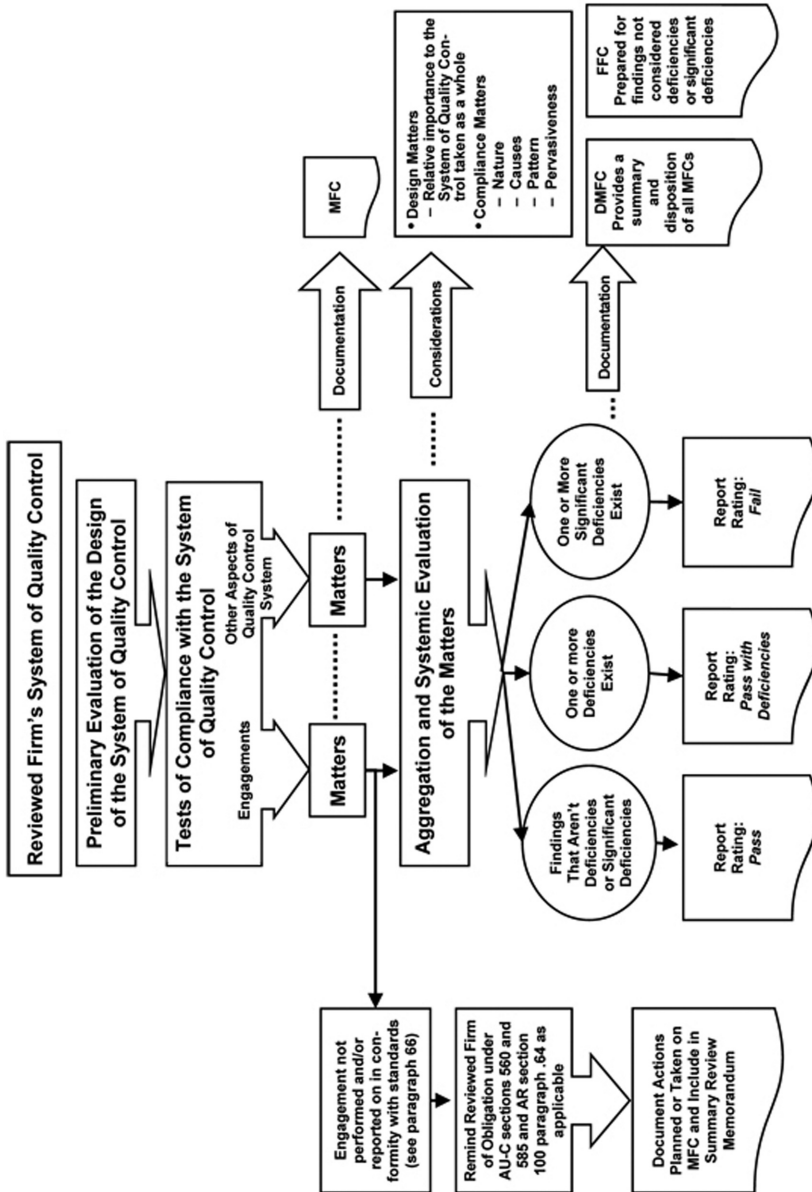 Reviewed Firm's System of Quality Control
Preliminary Evaluation of the Design
of the System of Quality Control
Tests of Compliance with the System
of Quality Control
Engagements
Other Aspects of
Quality Control
System
Matters
Matters
Documentation
MFC
Engagement not
performed and/or
reported on in con-
formity with standards
(see paragraph 66)
Remind Reviewed Firm
of Obligation under
AU-C sections 560 and
585 and AR section
100 paragraph .64 as
applicable
Document Actions
Planned or Taken on
MFC and Include in
Summary Review
Memorandum
Aggregation and Systemic Evaluation
of the Matters
Considerations
• Design Matters
– Relative importance to the
System of Quality Con-
trol taken as a whole
• Compliance Matters
– Nature
– Causes
– Pattern
– Pervasiveness
Findings
That Aren't
Deficiencies
or Significant
Deficiencies
One or more
Deficiencies
Exist
One or More
Significant
Deficiencies
Exist
Documentation
DMFC
Provides a
summary
and
disposition
of all MFCs
FFC
Prepared for
findings not
considered
deficiencies
or significant
deficiencies
Report
Rating:
Pass
Report
Rating:
Pass with
Deficiencies
Report
Rating:
Fail